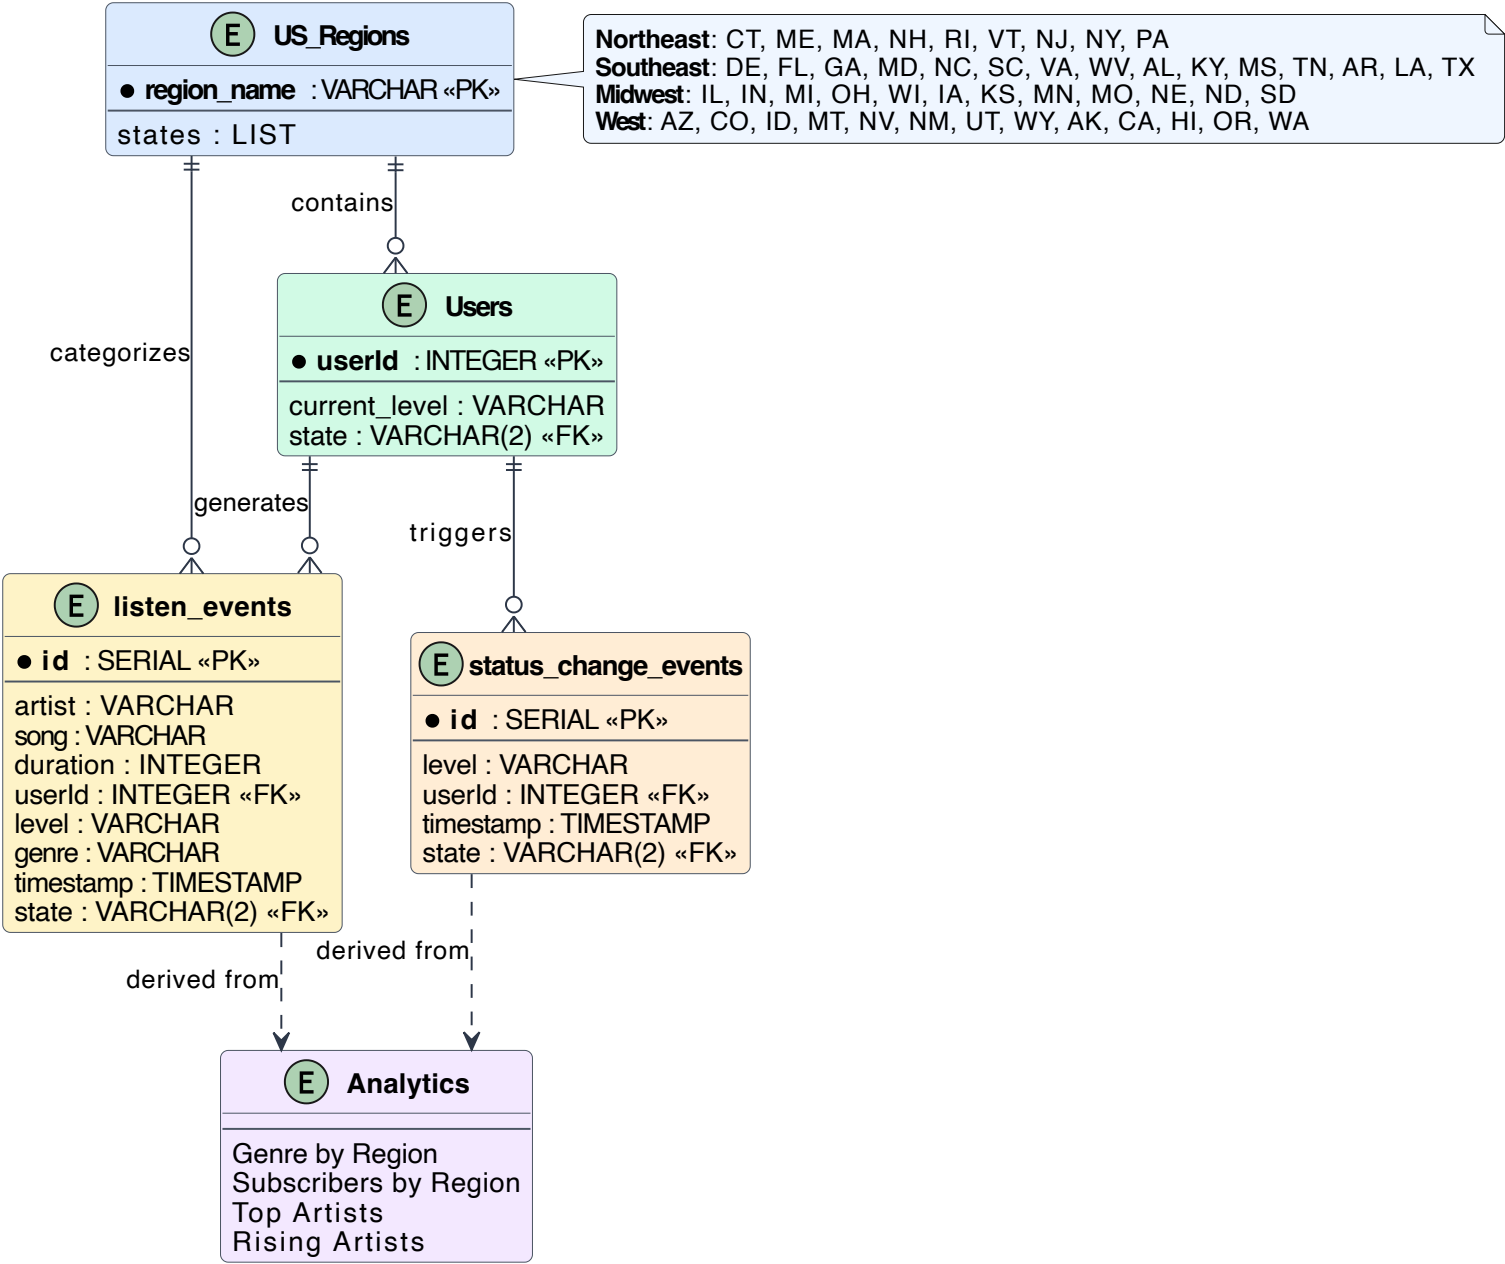 E US_Regions
region_name : VARCHAR «PK»
states : LIST
Northeast: CT, ME, MA, NH, RI, VT, NJ, NY, PA
Southeast: DE, FL, GA, MD, NC, SC, VA, WV, AL, KY, MS, TN, AR, LA, TX
Midwest: IL, IN, MI, OH, WI, IA, KS, MN, MO, NE, ND, SD
West: AZ, CO, ID, MT, NV, NM, UT, WY, AK, CA, HI, OR, WA
contains
categorizes
E Users
userId : INTEGER «PK»
current_level : VARCHAR
state : VARCHAR(2) «FK»
generates
triggers
E listen_events
id : SERIAL «PK»
artist : VARCHAR
song : VARCHAR
duration : INTEGER
userId : INTEGER «FK»
level : VARCHAR
genre : VARCHAR
timestamp : TIMESTAMP
state : VARCHAR(2) «FK»
E status_change_events
id : SERIAL «PK»
level : VARCHAR
userId : INTEGER «FK»
timestamp : TIMESTAMP
state : VARCHAR(2) «FK»
derived from
derived from
E Analytics
Genre by Region
Subscribers by Region
Top Artists
Rising Artists